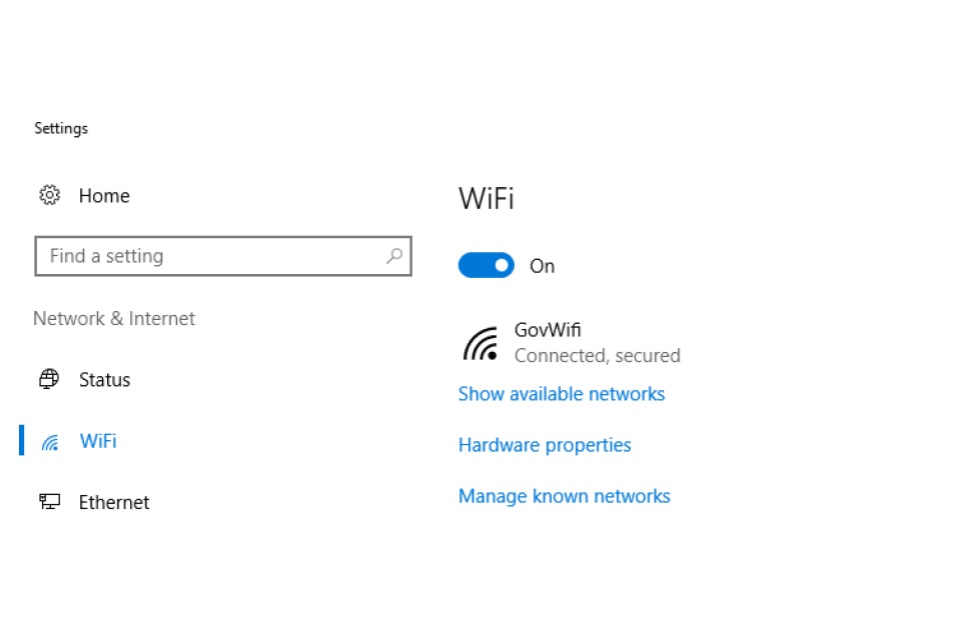 Settings
Home
Find a setting
Network & Internet
Status
WiFi
Ethernet
WiFi
On
GovWifi
Connected, secured
Show available networks
Hardware properties
Manage known networks